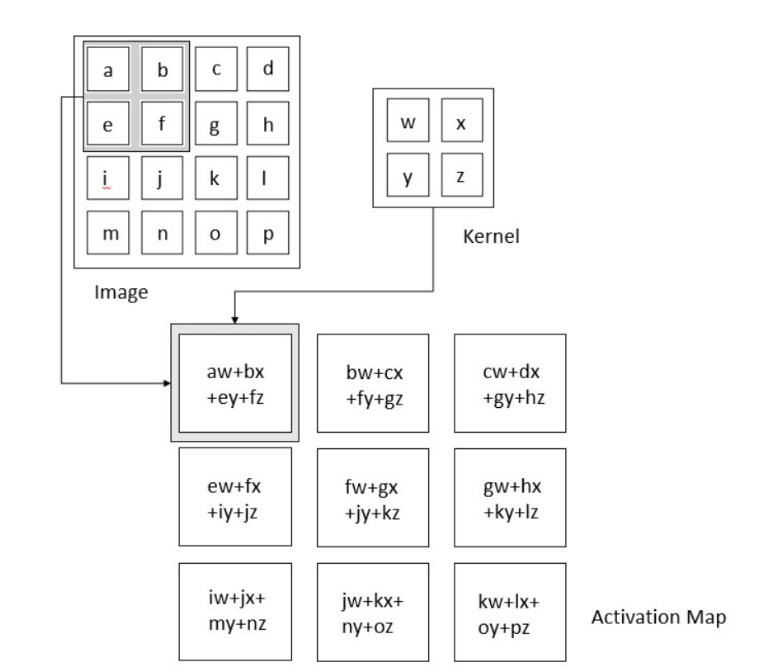 a b c d
e f g h
i j k l
m n o p
Image
w x
y z
Kernel
aw+bx
+ey+fz
bw+cx
+fy+gz
cw+dx
+gy+hz
ew+fx
+iy+jz
fw+gx
+jy+kz
gw+hx
+ky+lz
iw+jx+
my+nz
jw+kx+
ny+oz
kw+lx+
oy+pz
Activation Map